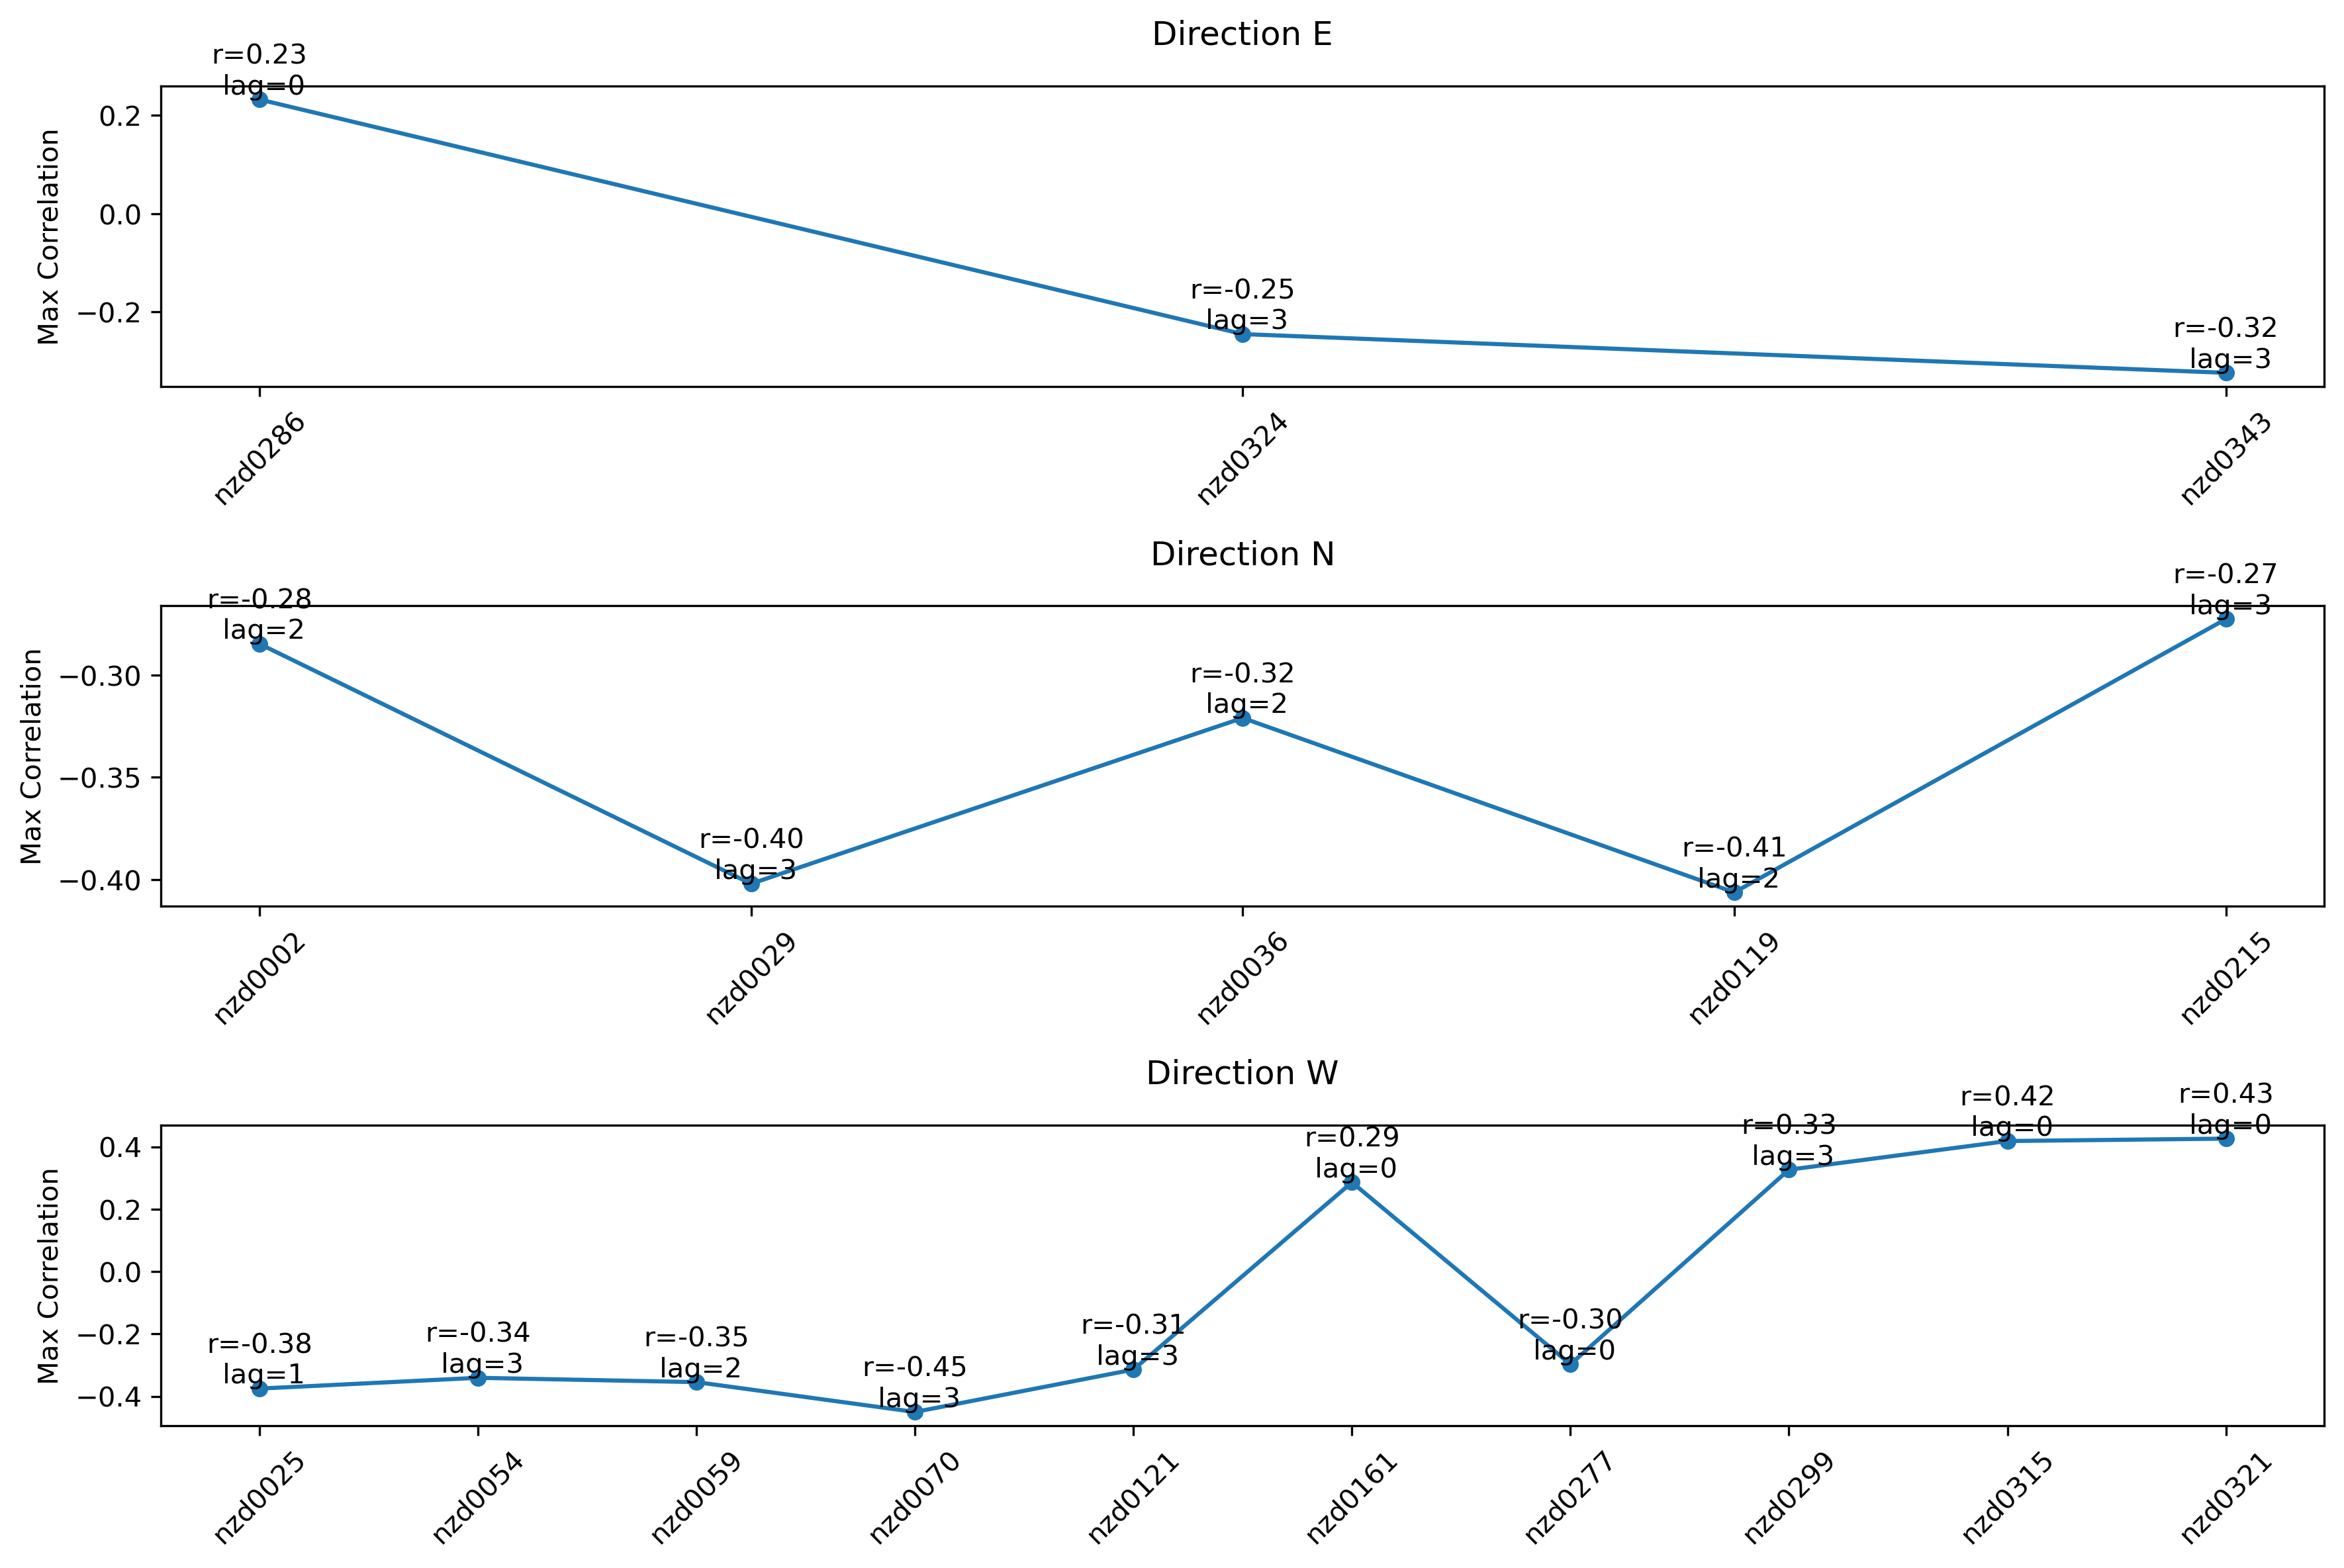 Direction E
r=0.23
lag=0
r=-0.25
lag=3
r=-0.32
lag=3
Max Correlation
0.2
0.0
−0.2
nzd0286
nzd0324
nzd0343
Direction N
r=-0.28
lag=2
r=-0.40
lag=3
r=-0.32
lag=2
r=-0.41
lag=2
r=-0.27
lag=3
Max Correlation
−0.30
−0.35
−0.40
nzd0002
nzd0029
nzd0036
nzd0119
nzd0215
Direction W
r=-0.38
lag=1
r=-0.34
lag=3
r=-0.35
lag=2
r=-0.45
lag=3
r=-0.31
lag=3
r=0.29
lag=0
r=-0.30
lag=0
r=0.33
lag=3
r=0.42
lag=0
r=0.43
lag=0
Max Correlation
0.4
0.2
0.0
−0.2
−0.4
nzd0025
nzd0054
nzd0059
nzd0070
nzd0121
nzd0161
nzd0277
nzd0299
nzd0315
nzd0321